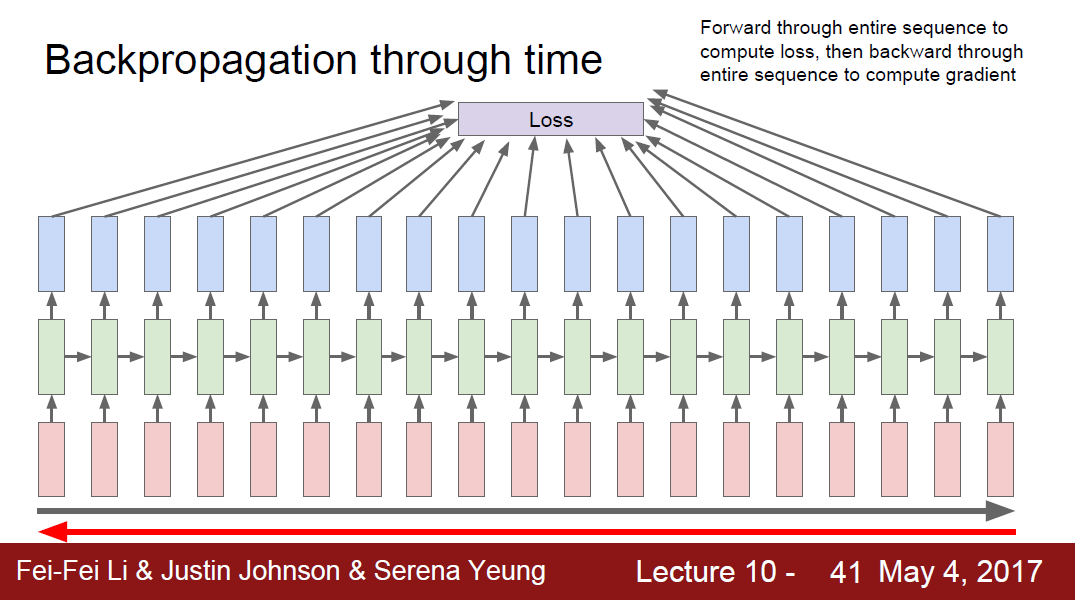 Backpropagation through time
Forward through entire sequence to
compute loss, then backward through
entire sequence to compute gradient
Loss
Fei-Fei Li & Justin Johnson & Serena Yeung
Lecture 10 - 41 May 4, 2017